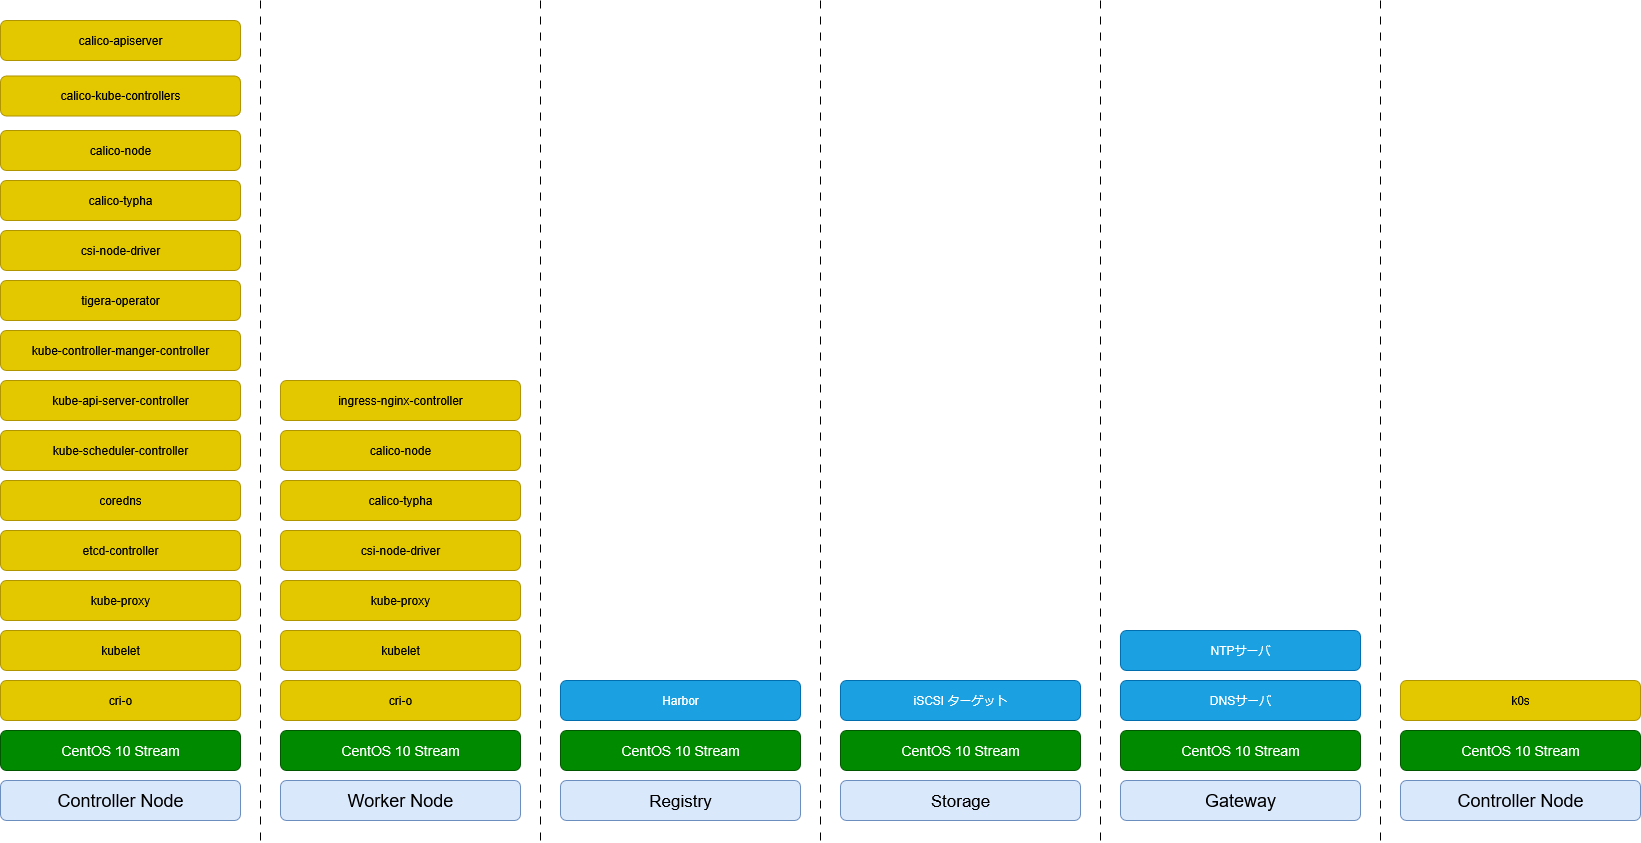 calico-apiserver
calico-kube-controllers
calico-node
calico-typha
csi-node-driver
tigera-operator
kube-controller-manger-controller
kube-api-server-controller
kube-scheduler-controller
coredns
etcd-controller
kube-proxy
kubelet
cri-o
CentOS 10 Stream
Controller Node
ingress-nginx-controller
calico-node
calico-typha
csi-node-driver
kube-proxy
kubelet
cri-o
CentOS 10 Stream
Worker Node
Harbor
CentOS 10 Stream
Registry
iSCSI ターゲット
CentOS 10 Stream
Storage
NTPサーバ
DNSサーバ
CentOS 10 Stream
Gateway
k0s
CentOS 10 Stream
Controller Node